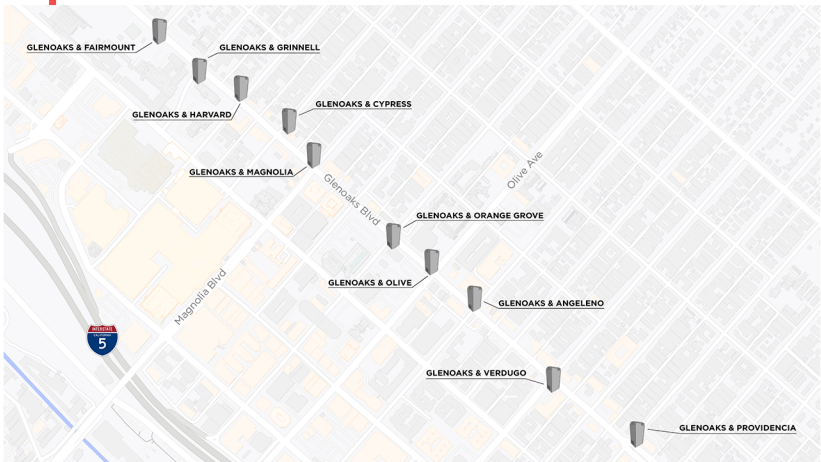 GLENOAKS & FAIRMOUNT
GLENOAKS & GRINNELL
GLENOAKS & HARVARD
GLENOAKS & CYPRESS
GLENOAKS & MAGNOLIA
Glenoaks Blvd
Olive Ave
GLENOAKS & ORANGE GROVE
GLENOAKS & OLIVE
Magnolia Blvd
GLENOAKS & ANGELENO
INTERSTATE
CALIFORNIA
5
GLENOAKS & VERDUGO
GLENOAKS & PROVIDENCIA